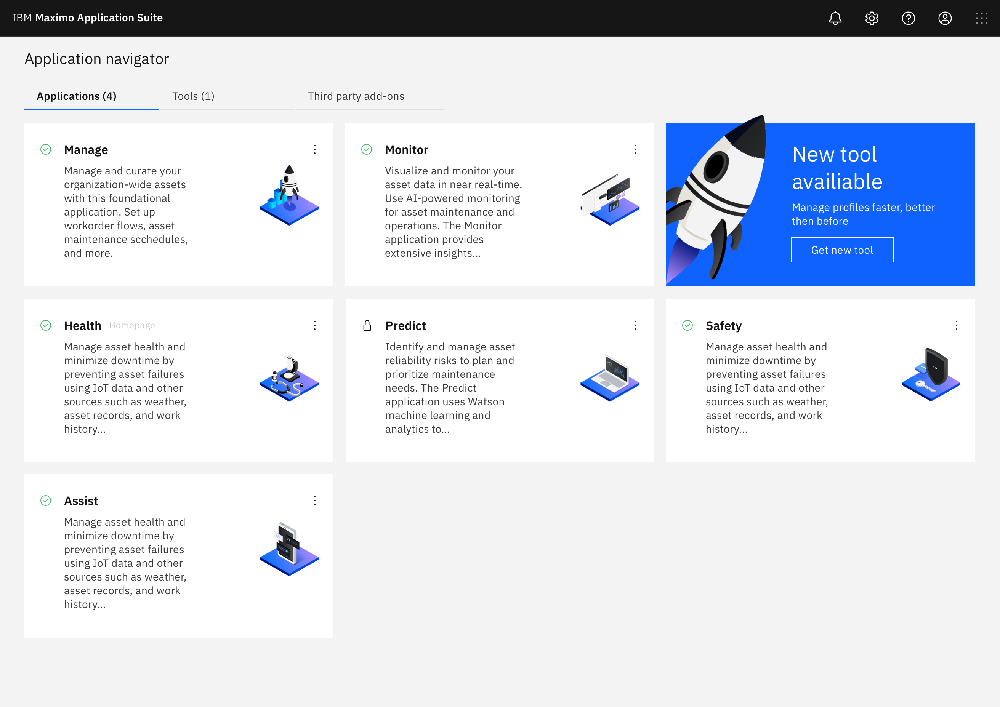 IBM Maximo Application Suite
Application navigator
Applications (4)
Tools (1)
Third party add-ons
Manage
Manage and curate your
organization-wide assets
with this foundational
application. Set up
workorder flows, asset
maintenance scchedules,
and more.
Monitor
Visualize and monitor your
asset data in near real-time.
Use AI-powered monitoring
for asset maintenance and
operations. The Monitor
application provides
extensive insights...
New tool
availiable
Manage profiles faster, better
then before
Get new tool
Health Homepage
Manage asset health and
minimize downtime by
preventing asset failures
using IoT data and other
sources such as weather,
asset records, and work
history...
Predict
Identify and manage asset
reliability risks to plan and
prioritize maintenance
needs. The Predict
application uses Watson
machine learning and
analytics to...
Safety
Manage asset health and
minimize downtime by
preventing asset failures
using IoT data and other
sources such as weather,
asset records, and work
history...
Assist
Manage asset health and
minimize downtime by
preventing asset failures
using IoT data and other
sources such as weather,
asset records, and work
history...